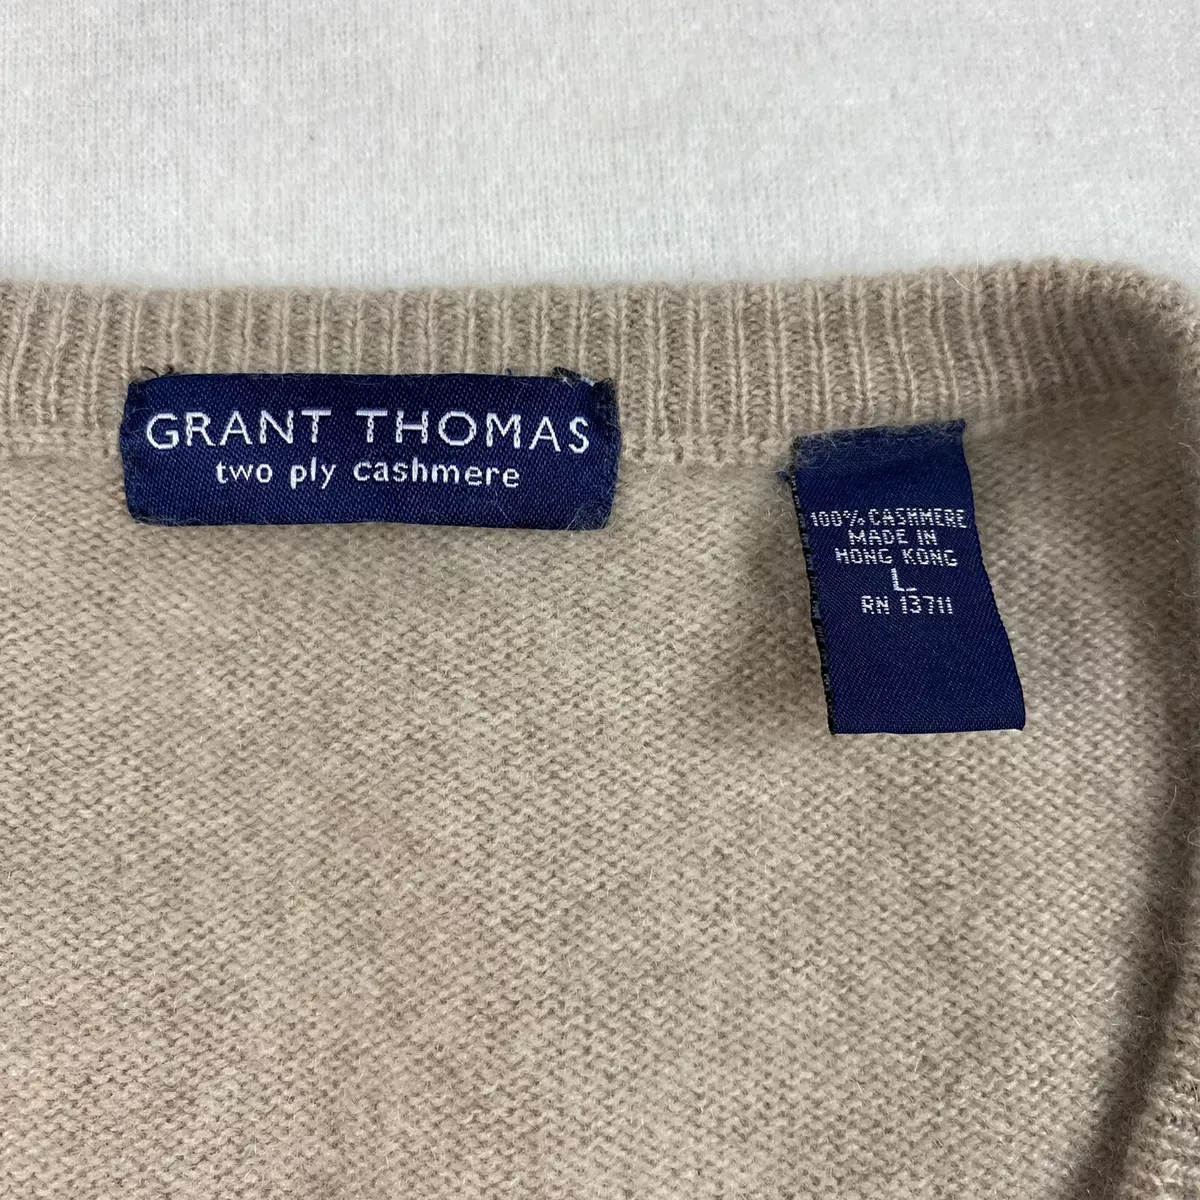 GRANT THOMAS
two ply cashmere
100% CASHMERE
MADE IN
HONG KONG
L
RN 13711